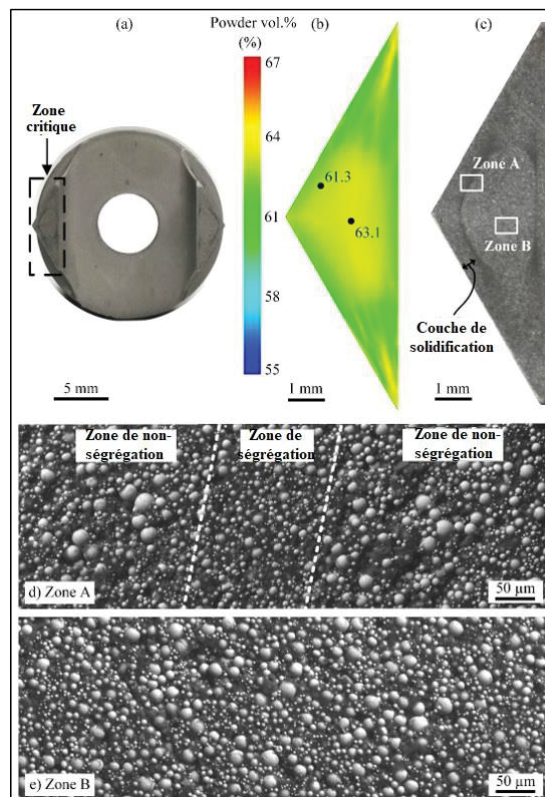 (a)
Powder vol.%
(%)
(b)
(c)
67
64
61
58
55
Zone
critique
61.3
63.1
Zone A
Zone B
Couche de
solidification
5 mm
1 mm
1 mm
Zone de non-
ségrégation
Zone de
ségrégation
Zone de non-
ségrégation
d) Zone A
50 µm
e) Zone B
50 µm